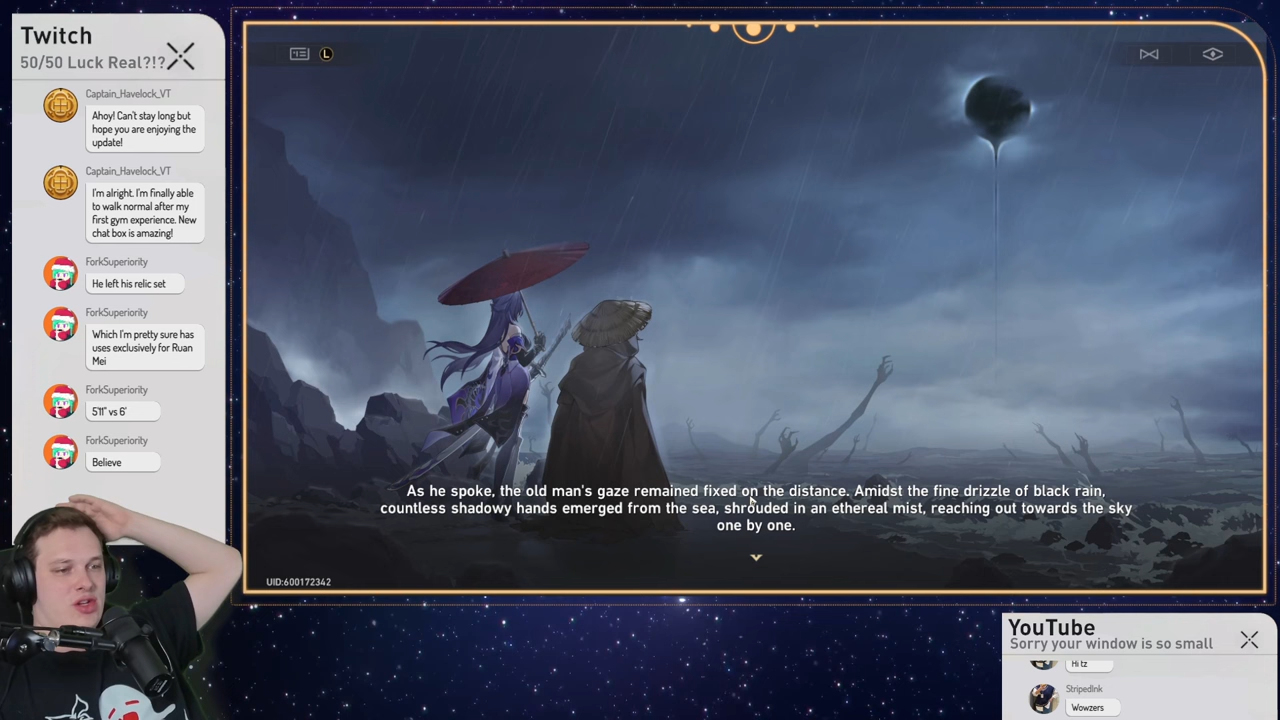 Twitch
50/50 Luck Real?!?
Captain_Havelock_VT
Ahoy! Can't stay long but
hope you are enjoying the
update!
Captain_Havelock_VT
I'm alright. I'm finally able
to walk normal after my
first gym experience. New
chat box is amazing!
ForkSuperiority
He left his relic set
ForkSuperiority
Which I'm pretty sure has
uses exclusively for Ruan
Mei
ForkSuperiority
5'11" vs 6'
ForkSuperiority
Believe
L
As he spoke, the old man's gaze remained fixed on the distance. Amidst the fine drizzle of black rain,
countless shadowy hands emerged from the sea, shrouded in an ethereal mist, reaching out towards the sky
one by one.
UID:600172342
YouTube
Sorry your window is so small
Hi tz
StripedInk
Wowzers